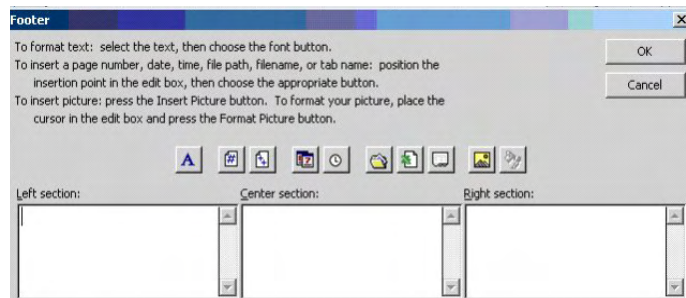 Footer
To format text: select the text, then choose the font button.
To insert a page number, date, time, file path, filename, or tab name: position the
insertion point in the edit box, then choose the appropriate button.
To insert picture: press the Insert Picture button. To format your picture, place the
cursor in the edit box and press the Format Picture button.
OK
Cancel
A
Left section:
Center section:
Right section: